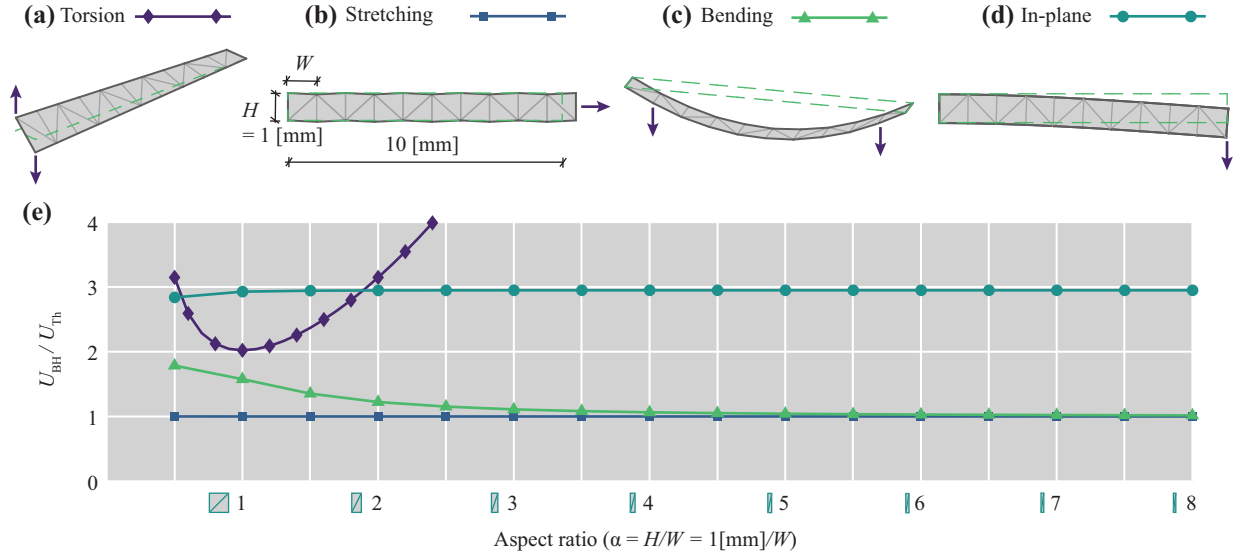 (a) Torsion (b) Stretching (c) Bending (d) In-plane
W
H
= 1 [mm]
10 [mm]
(e)
4
3
2
1
0
U_BH / U_Th
1 2 3 4 5 6 7 8
Aspect ratio (α = H/W = 1[mm]/W)